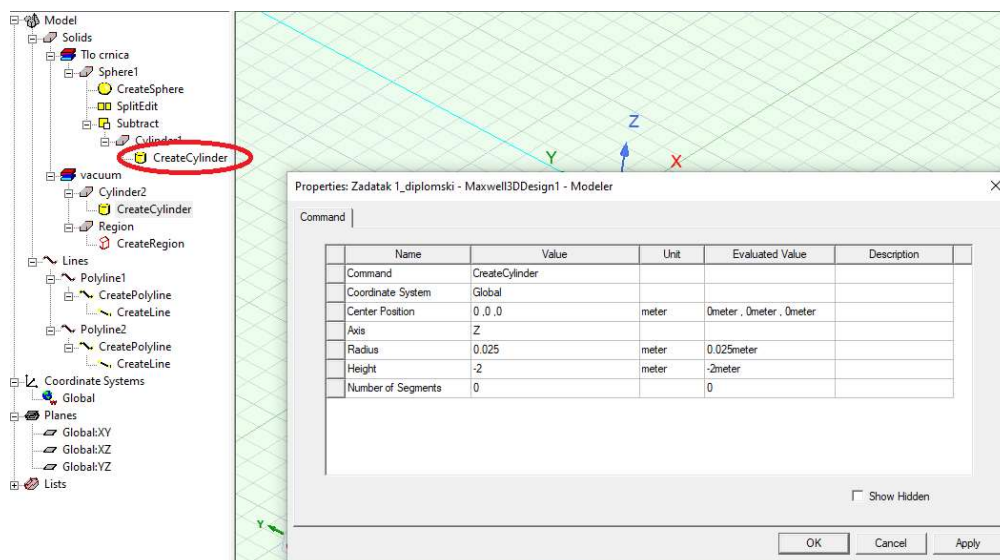 Model
Solids
Tlo crnica
Sphere1
CreateSphere
SplitEdit
Subtract
Cylinder1
CreateCylinder
vacuum
Cylinder2
CreateCylinder
Region
CreateRegion
Lines
Polyline1
CreatePolyline
CreateLine
Polyline2
CreatePolyline
CreateLine
Coordinate Systems
Global
Planes
Global:XY
Global:XZ
Global:YZ
Lists
Z
Y
X
Y
Properties: Zadatak 1_diplomski - Maxwell3DDesign1 - Modeler
Command
Name Value Unit Evaluated Value Description
Command CreateCylinder
Coordinate System Global
Center Position 0 ,0 ,0 meter 0meter , 0meter , 0meter
Axis Z
Radius 0.025 meter 0.025meter
Height -2 meter -2meter
Number of Segments 0 0
Show Hidden
OK Cancel Apply